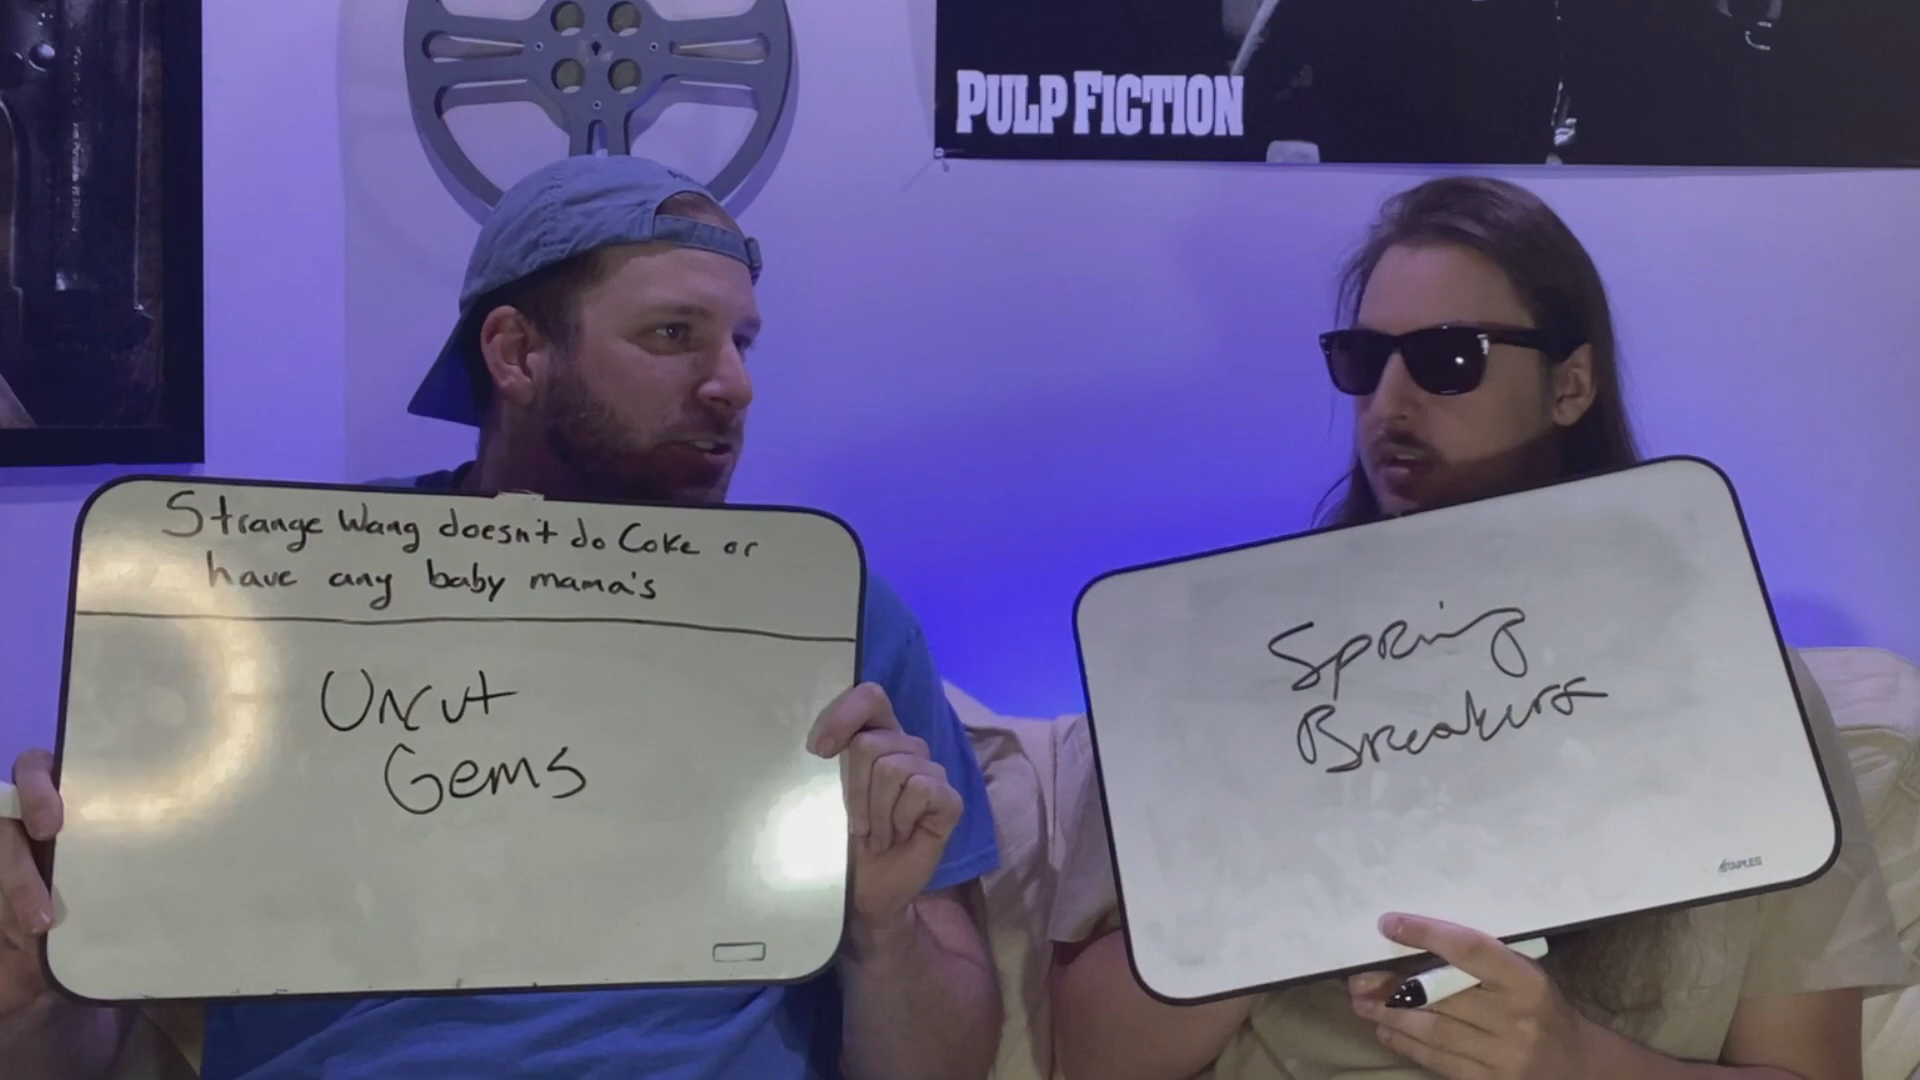 PULP FICTION
Strange Wang doesn't do Coke or
have any baby mama's
Uncut
Gems
Spring
Breakers
STAPLES